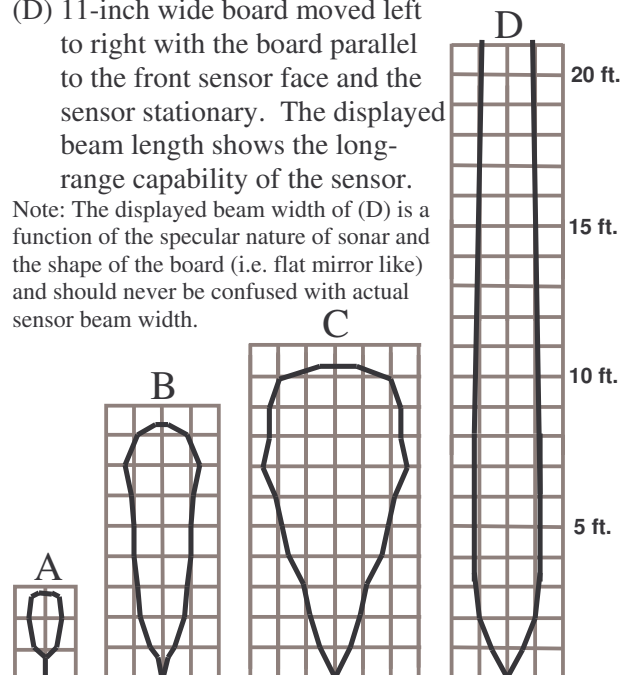 (D) 11-inch wide board moved left
to right with the board parallel
to the front sensor face and the
sensor stationary. The displayed
beam length shows the long-
range capability of the sensor.
Note: The displayed beam width of (D) is a
function of the specular nature of sonar and
the shape of the board (i.e. flat mirror like)
and should never be confused with actual
sensor beam width.
A
B
C
D
20 ft.
15 ft.
10 ft.
5 ft.